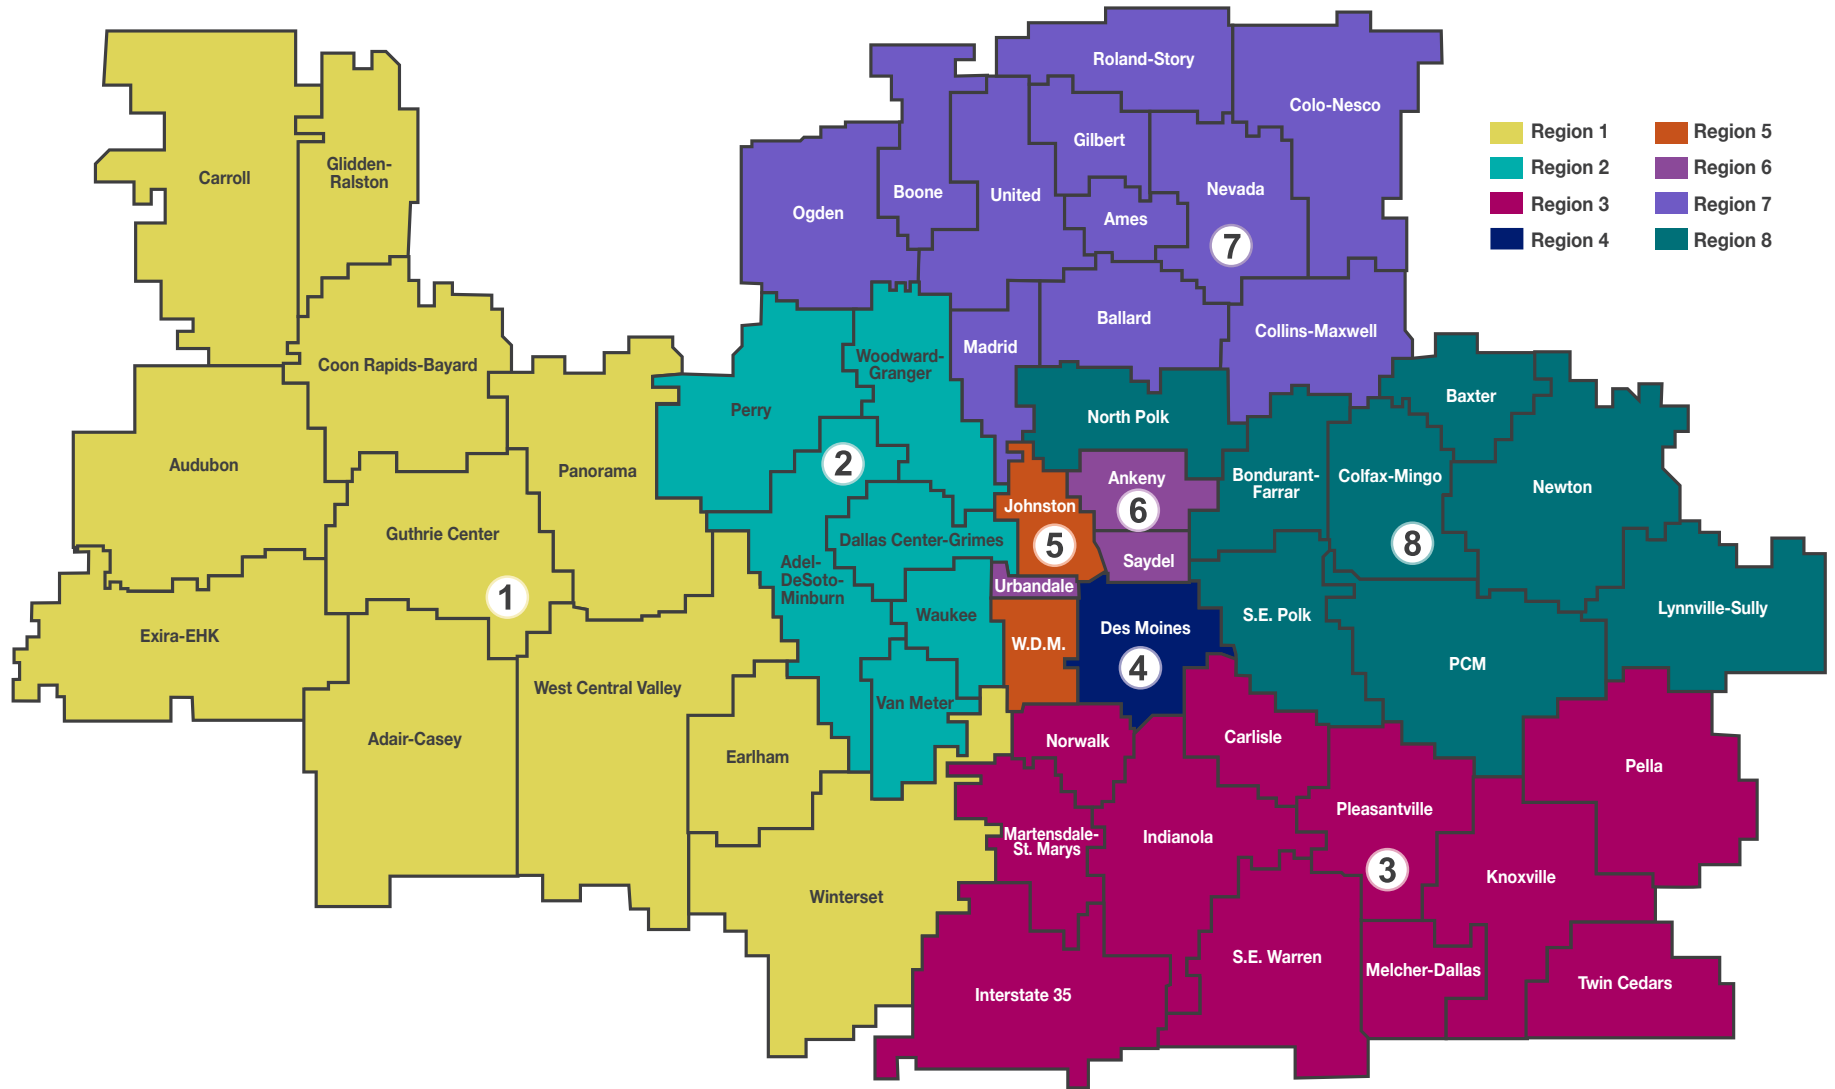 Roland-Story
Colo-Nesco
Region 1
Region 5
Gilbert
Glidden-
Ralston
Carroll
Region 2
Region 6
Boone
United
Nevada
Ogden
Ames
Region 3
Region 7
7
Region 4
Region 8
Ballard
Collins-Maxwell
Madrid
Coon Rapids-Bayard
Woodward-
Granger
Perry
Baxter
North Polk
Audubon
Panorama
2
Ankeny
Bondurant-
Farrar
Colfax-Mingo
Newton
Johnston
6
Guthrie Center
Dallas Center-Grimes
5
8
Saydel
Adel-
DeSoto-
Minburn
Urbandale
1
Waukee
S.E. Polk
Lynnville-Sully
Exira-EHK
W.D.M.
Des Moines
4
PCM
West Central Valley
Van Meter
Adair-Casey
Earlham
Norwalk
Carlisle
Pella
Pleasantville
Martensdale-
St. Marys
Indianola
3
Knoxville
Winterset
S.E. Warren
Melcher-Dallas
Interstate 35
Twin Cedars